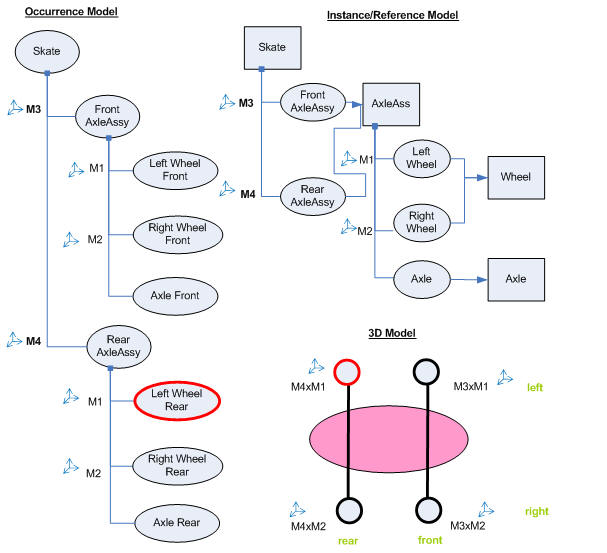 Occurrence Model
Skate
M3
Front
AxleAssy
M1
Left Wheel
Front
M2
Right Wheel
Front
Axle Front
M4
Rear
AxleAssy
M1
Left Wheel
Rear
M2
Right Wheel
Rear
Axle Rear
Instance/Reference Model
Skate
M3
Front
AxleAssy
AxleAss
M1
Left
Wheel
Wheel
M4
Rear
AxleAssy
M2
Right
Wheel
Axle
Axle
3D Model
M4xM1
M3xM1
left
M4xM2
M3xM2
right
rear
front